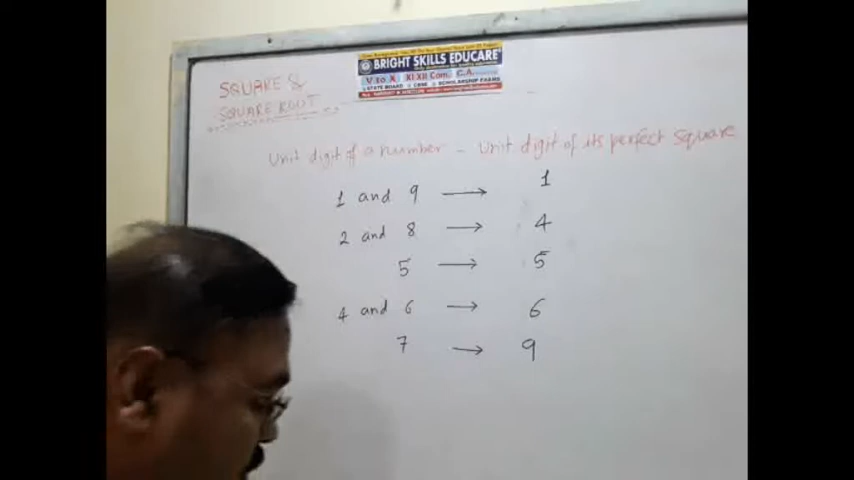 BRIGHT SKILLS EDUCARE
V to X XI XII Com. C.A.
STATE BOARD CBSE SCHOLARSHIP EXAMS
SQUARE &
SQUARE ROOT
Unit digit of a number - Unit digit of its perfect square
1 and 9 → 1
2 and 8 → 4
5 → 5
4 and 6 → 6
7 → 9